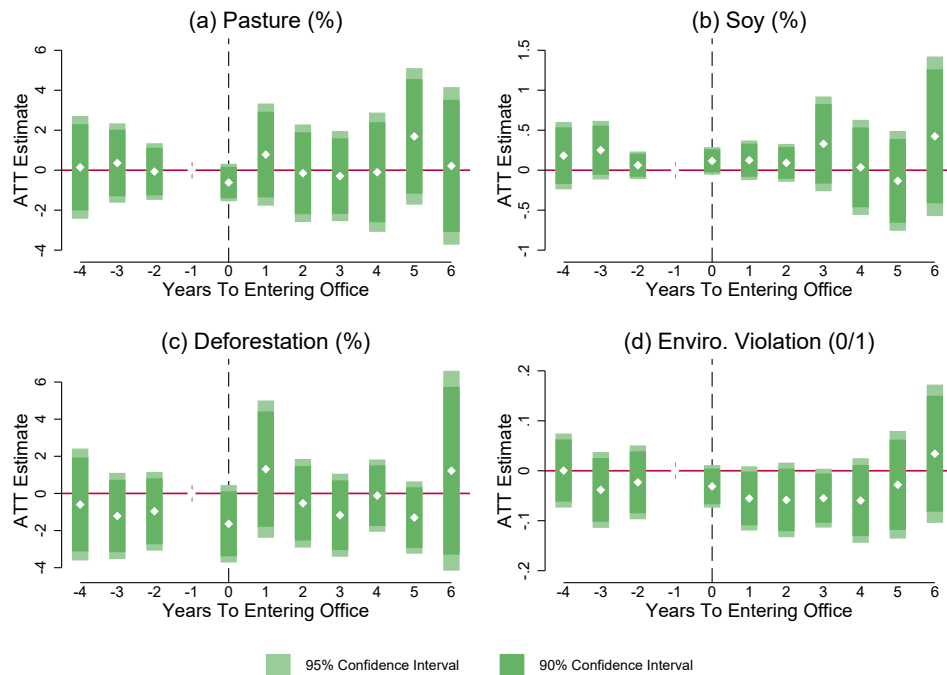 (a) Pasture (%)
ATT Estimate
6
4
2
0
-2
-4
-4 -3 -2 -1 0 1 2 3 4 5 6
Years To Entering Office
(b) Soy (%)
ATT Estimate
1.5
1
.5
0
-.5
-1
-4 -3 -2 -1 0 1 2 3 4 5 6
Years To Entering Office
(c) Deforestation (%)
ATT Estimate
6
4
2
0
-2
-4
-4 -3 -2 -1 0 1 2 3 4 5 6
Years To Entering Office
(d) Enviro. Violation (0/1)
ATT Estimate
.2
.1
0
-.1
-.2
-4 -3 -2 -1 0 1 2 3 4 5 6
Years To Entering Office
95% Confidence Interval
90% Confidence Interval